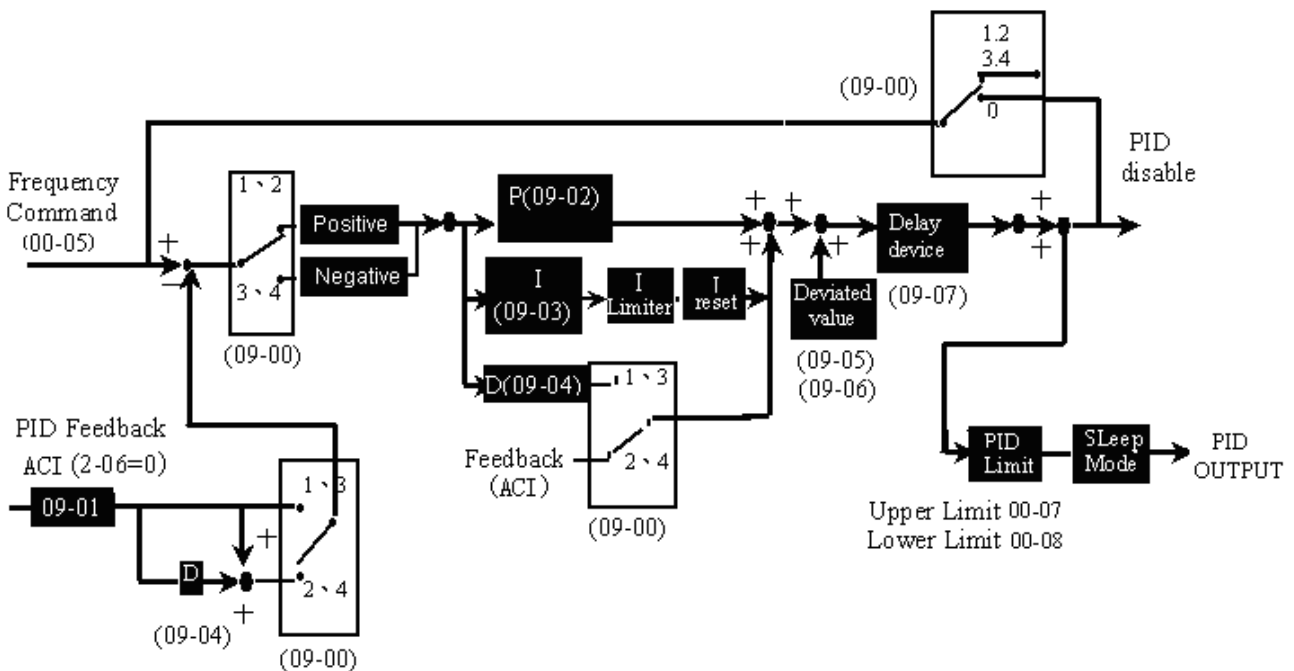 1.2
3.4
(09-00)
0
PID
disable
Frequency
Command
(00-05)
+
−
1、2
3、4
(09-00)
Positive
Negative
P(09-02)
I
(09-03)
I
Limiter
I
reset
D(09-04)
1、3
2、4
Feedback
(ACI)
(09-00)
+
+
+
+
+
Deviated
value
(09-05)
(09-06)
Delay
device
(09-07)
+
+
PID Feedback
ACI (2-06=0)
09-01
D
(09-04)
+
+
1、3
2、4
(09-00)
PID
Limit
SLeep
Mode
PID
OUTPUT
Upper Limit 00-07
Lower Limit 00-08